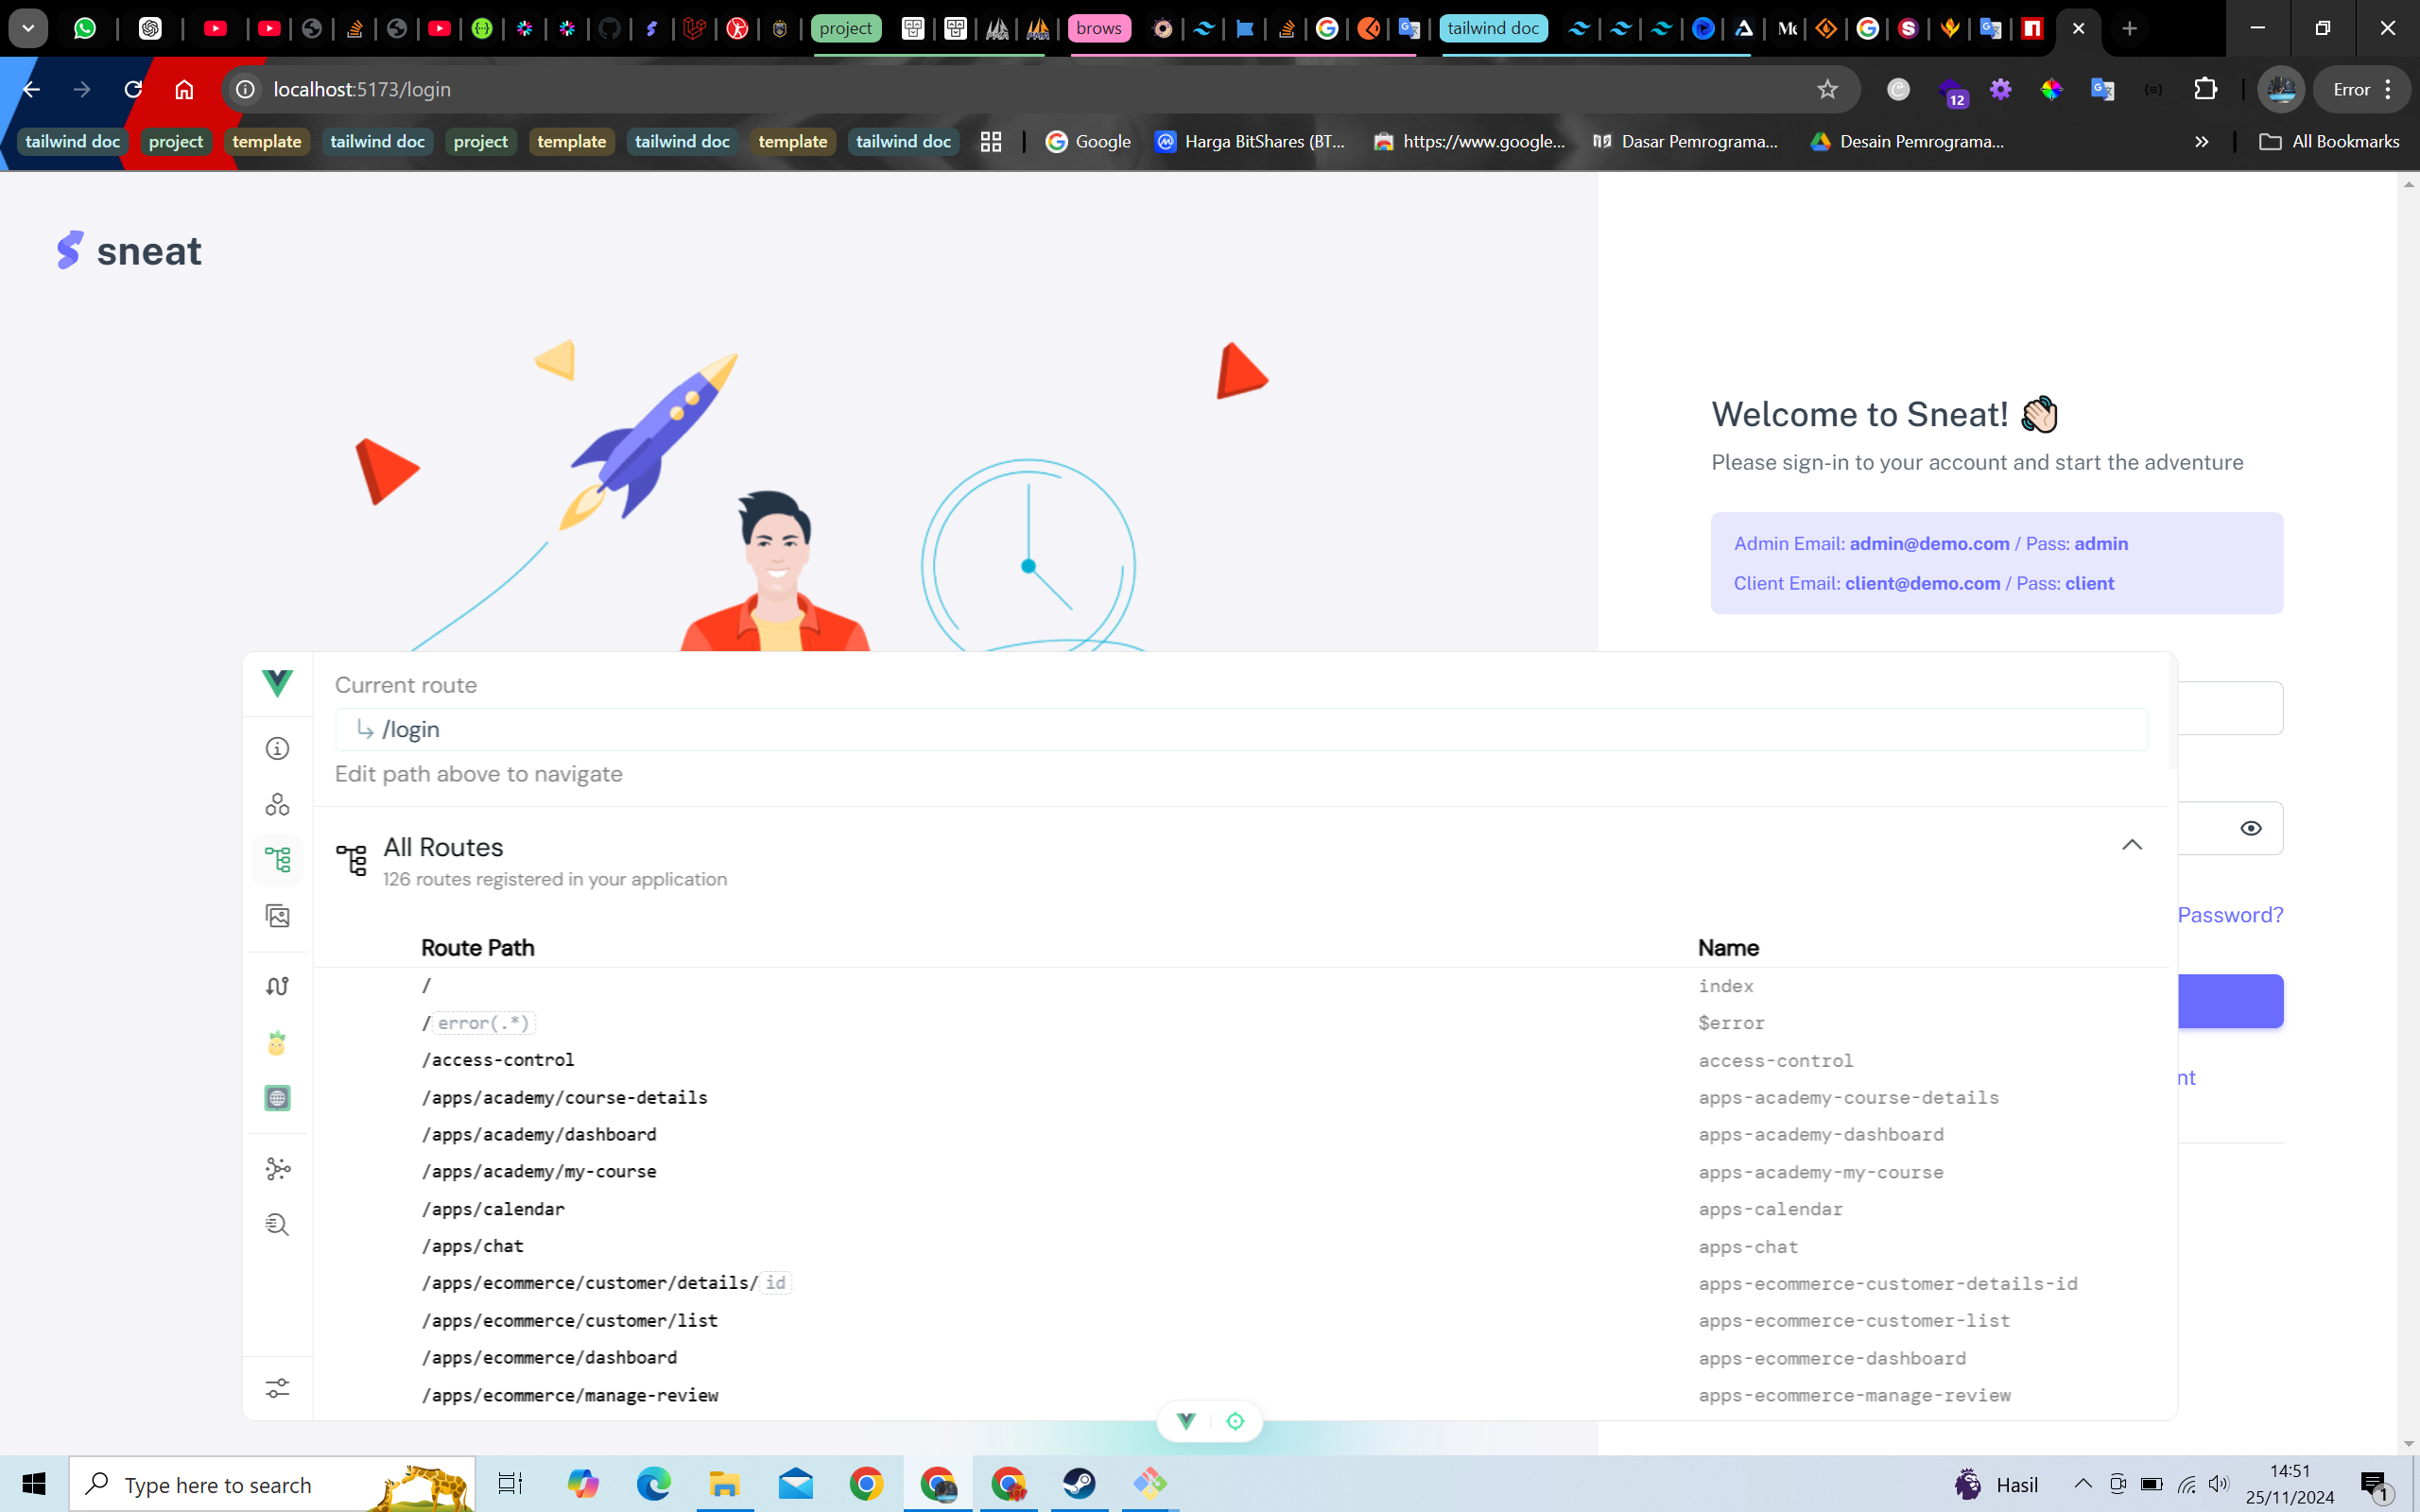 project
brows
tailwind doc
localhost:5173/login
12
Error
tailwind doc
project
template
tailwind doc
project
template
tailwind doc
template
tailwind doc
Google
Harga BitShares (BT...
https://www.google...
Dasar Pemrograma...
Desain Pemrograma...
All Bookmarks
sneat
Welcome to Sneat! 👋🏻
Please sign-in to your account and start the adventure
Admin Email: admin@demo.com / Pass: admin
Client Email: client@demo.com / Pass: client
Password?
nt
Current route
/login
Edit path above to navigate
All Routes
126 routes registered in your application
Route Path Name
/ index
/error(.*) $error
/access-control access-control
/apps/academy/course-details apps-academy-course-details
/apps/academy/dashboard apps-academy-dashboard
/apps/academy/my-course apps-academy-my-course
/apps/calendar apps-calendar
/apps/chat apps-chat
/apps/ecommerce/customer/details/id apps-ecommerce-customer-details-id
/apps/ecommerce/customer/list apps-ecommerce-customer-list
/apps/ecommerce/dashboard apps-ecommerce-dashboard
/apps/ecommerce/manage-review apps-ecommerce-manage-review
Type here to search
Hasil
14:51
25/11/2024
1